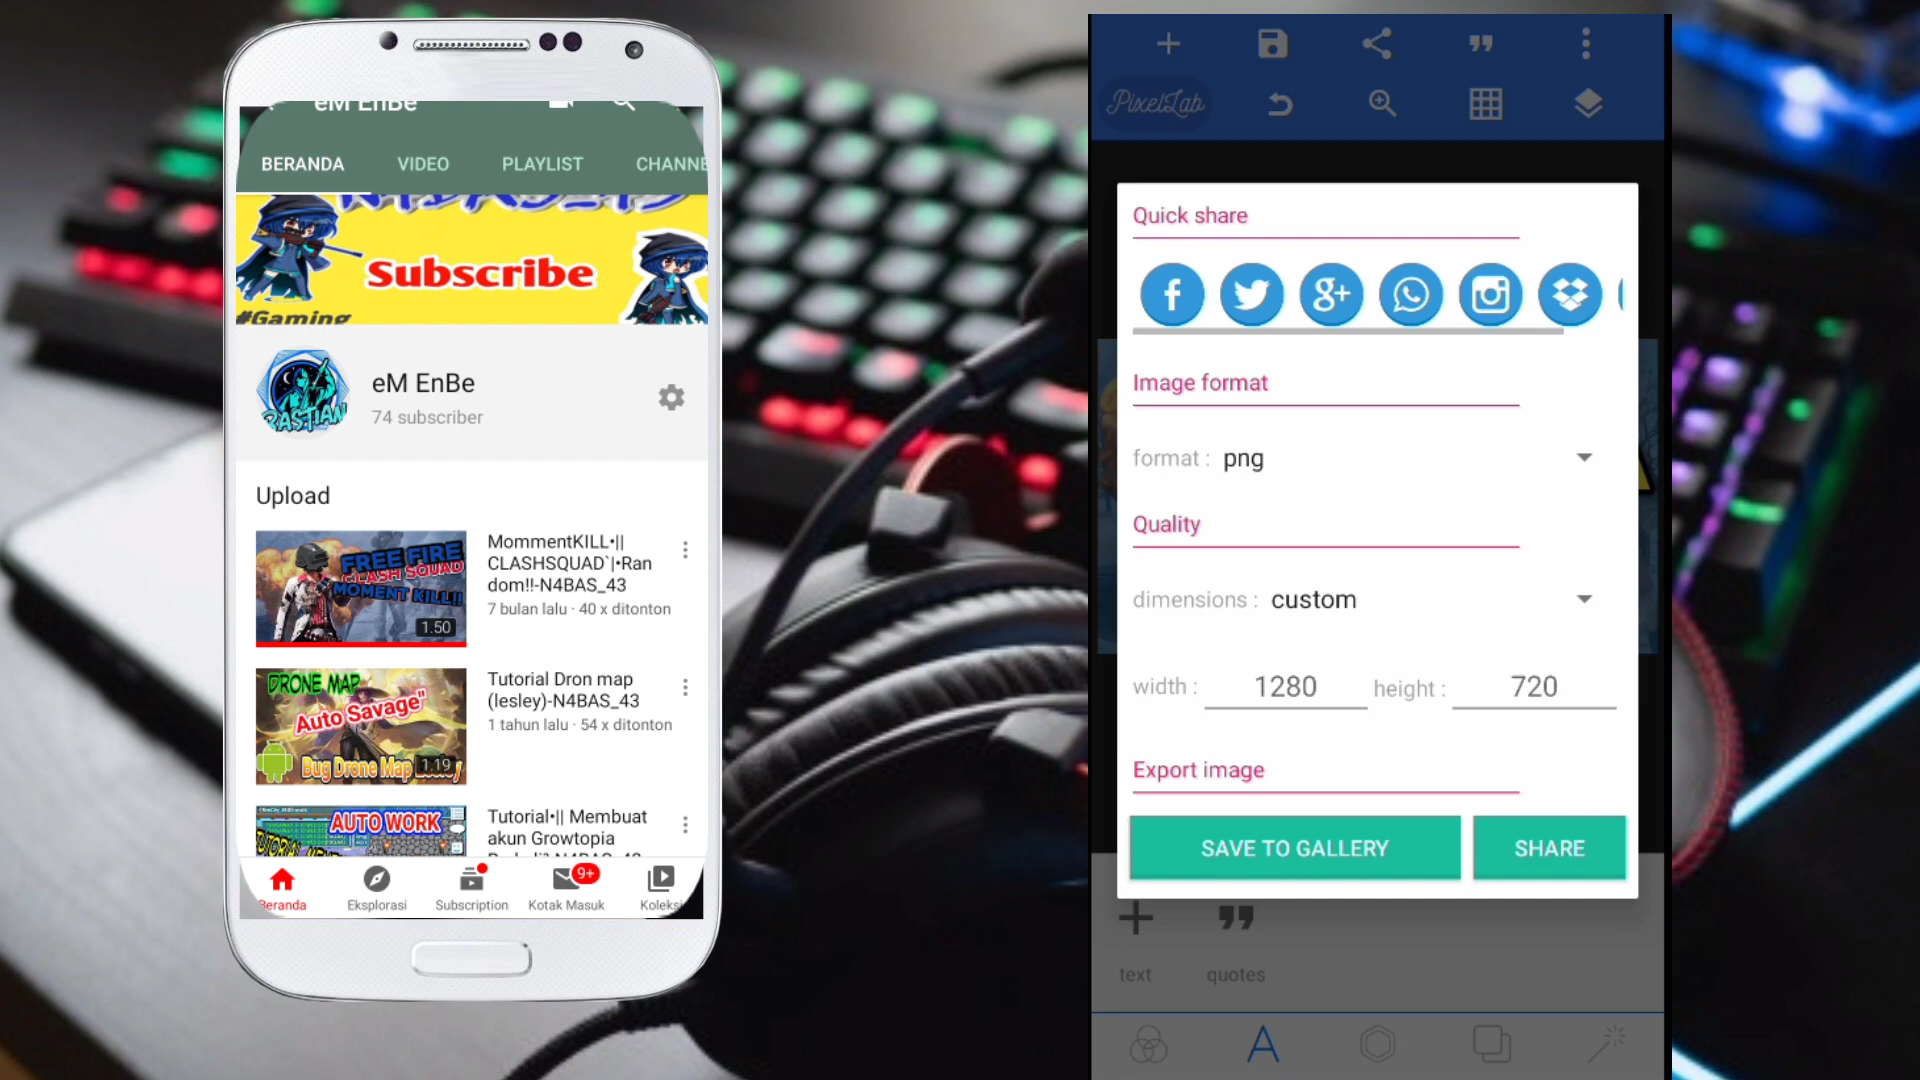 eM EnBe
BERANDA VIDEO PLAYLIST CHANNE
Subscribe
#Gaming
BASTIAN
eM EnBe
74 subscriber
Upload
FREE FIRE
CLASH SQUAD
MOMENT KILL!!
1.50
MommentKILL•||
CLASHSQUAD`|•Ran
dom!!-N4BAS_43
7 bulan lalu · 40 x ditonton
DRONE MAP
Auto Savage"
Bug Drone Map
1.19
Tutorial Dron map
(lesley)-N4BAS_43
1 tahun lalu · 54 x ditonton
AUTO WORK
Tutorial•|| Membuat
akun Growtopia
9+
Beranda Eksplorasi Subscription Kotak Masuk Koleksi
PixelLab
Quick share
Image format
format : png
Quality
dimensions : custom
width : 1280 height : 720
Export image
SAVE TO GALLERY SHARE
text quotes